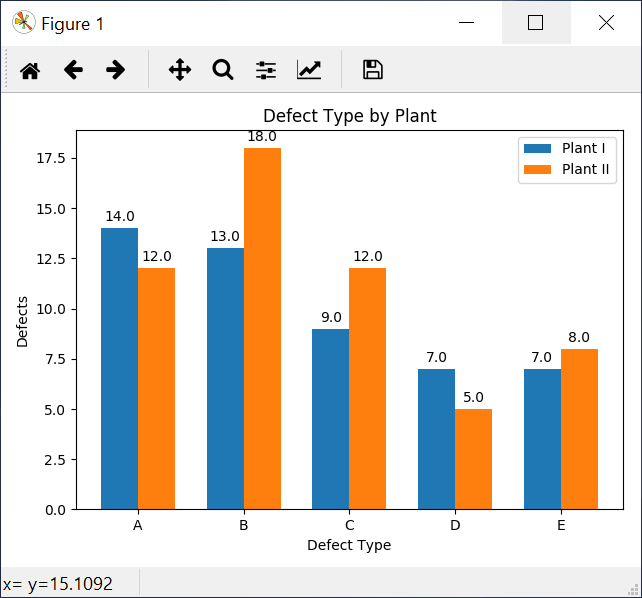 Figure 1
Defect Type by Plant
Plant I
Plant II
Defects
17.5
15.0
12.5
10.0
7.5
5.0
2.5
0.0
14.0
12.0
13.0
18.0
9.0
12.0
7.0
5.0
7.0
8.0
A B C D E
Defect Type
x= y=15.1092